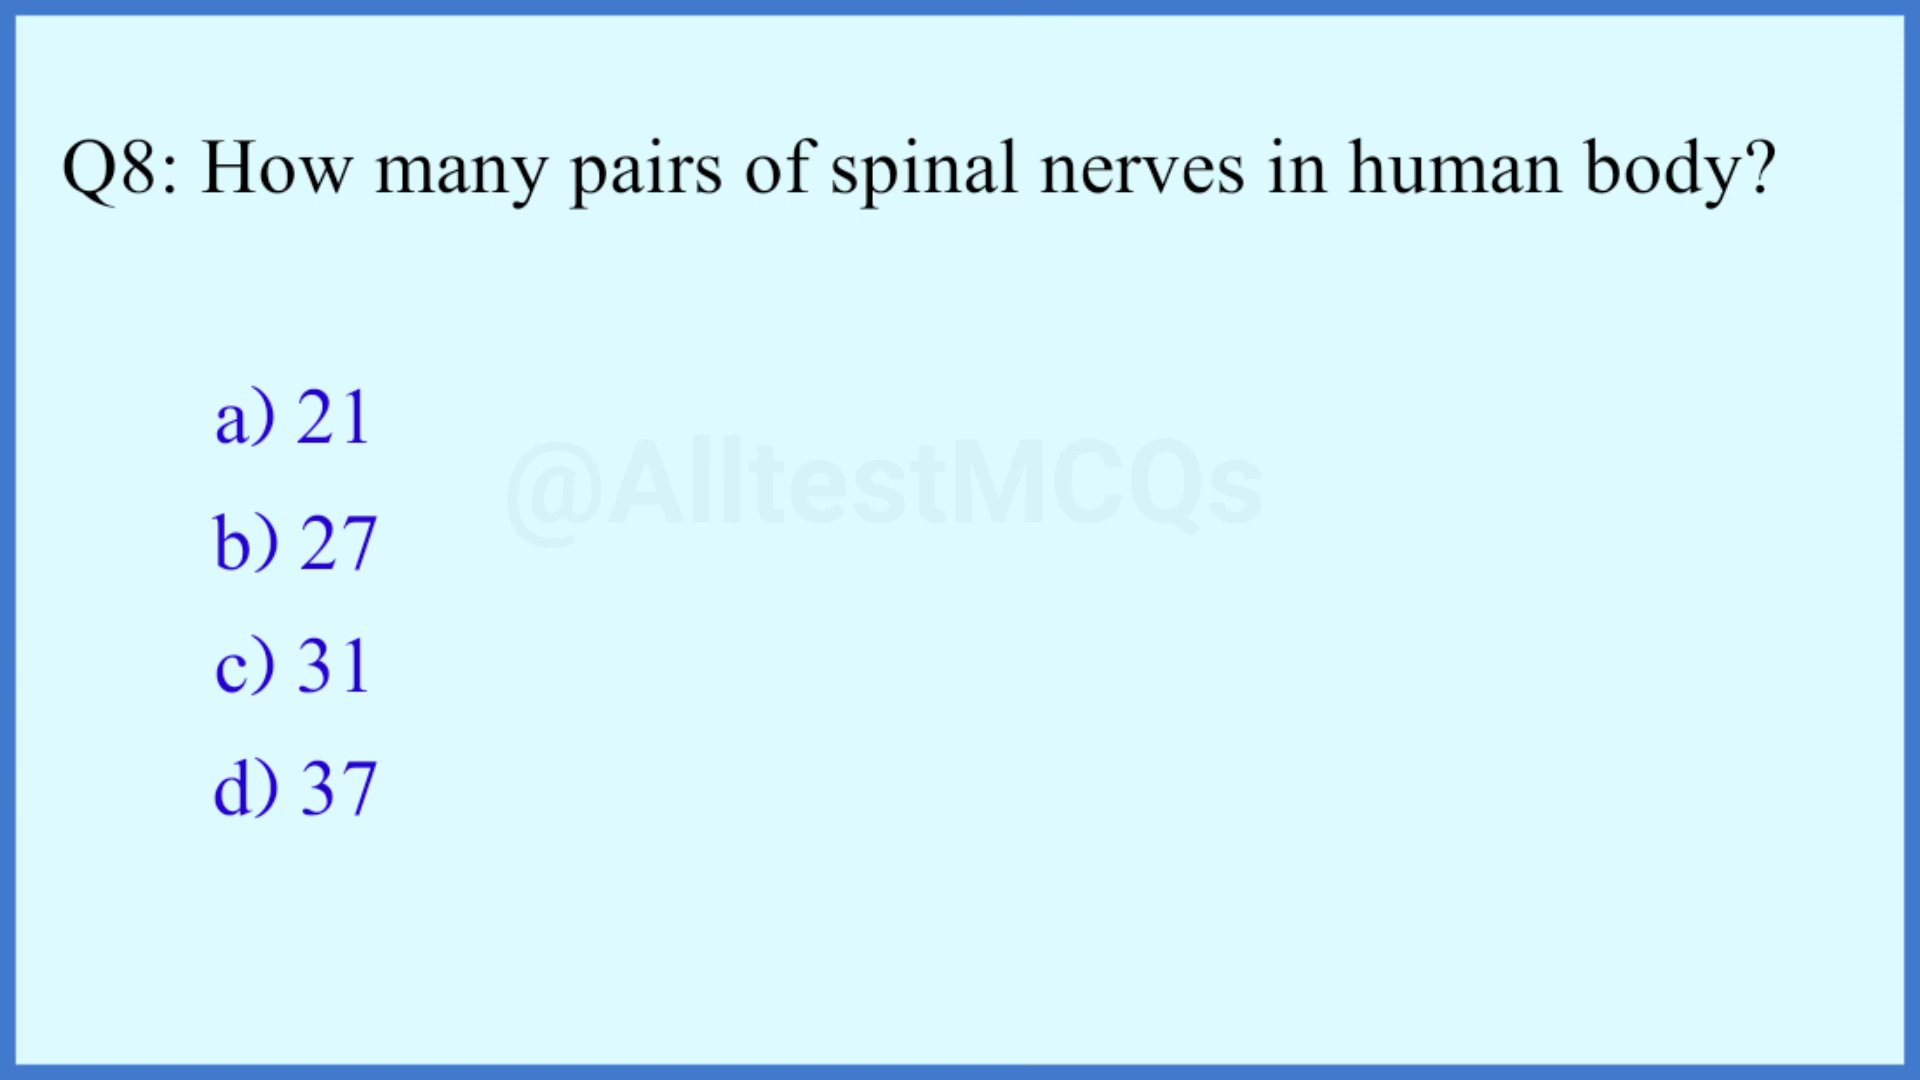 Q8: How many pairs of spinal nerves in human body?
a) 21
@AlltestMCQs
b) 27
c) 31
d) 37